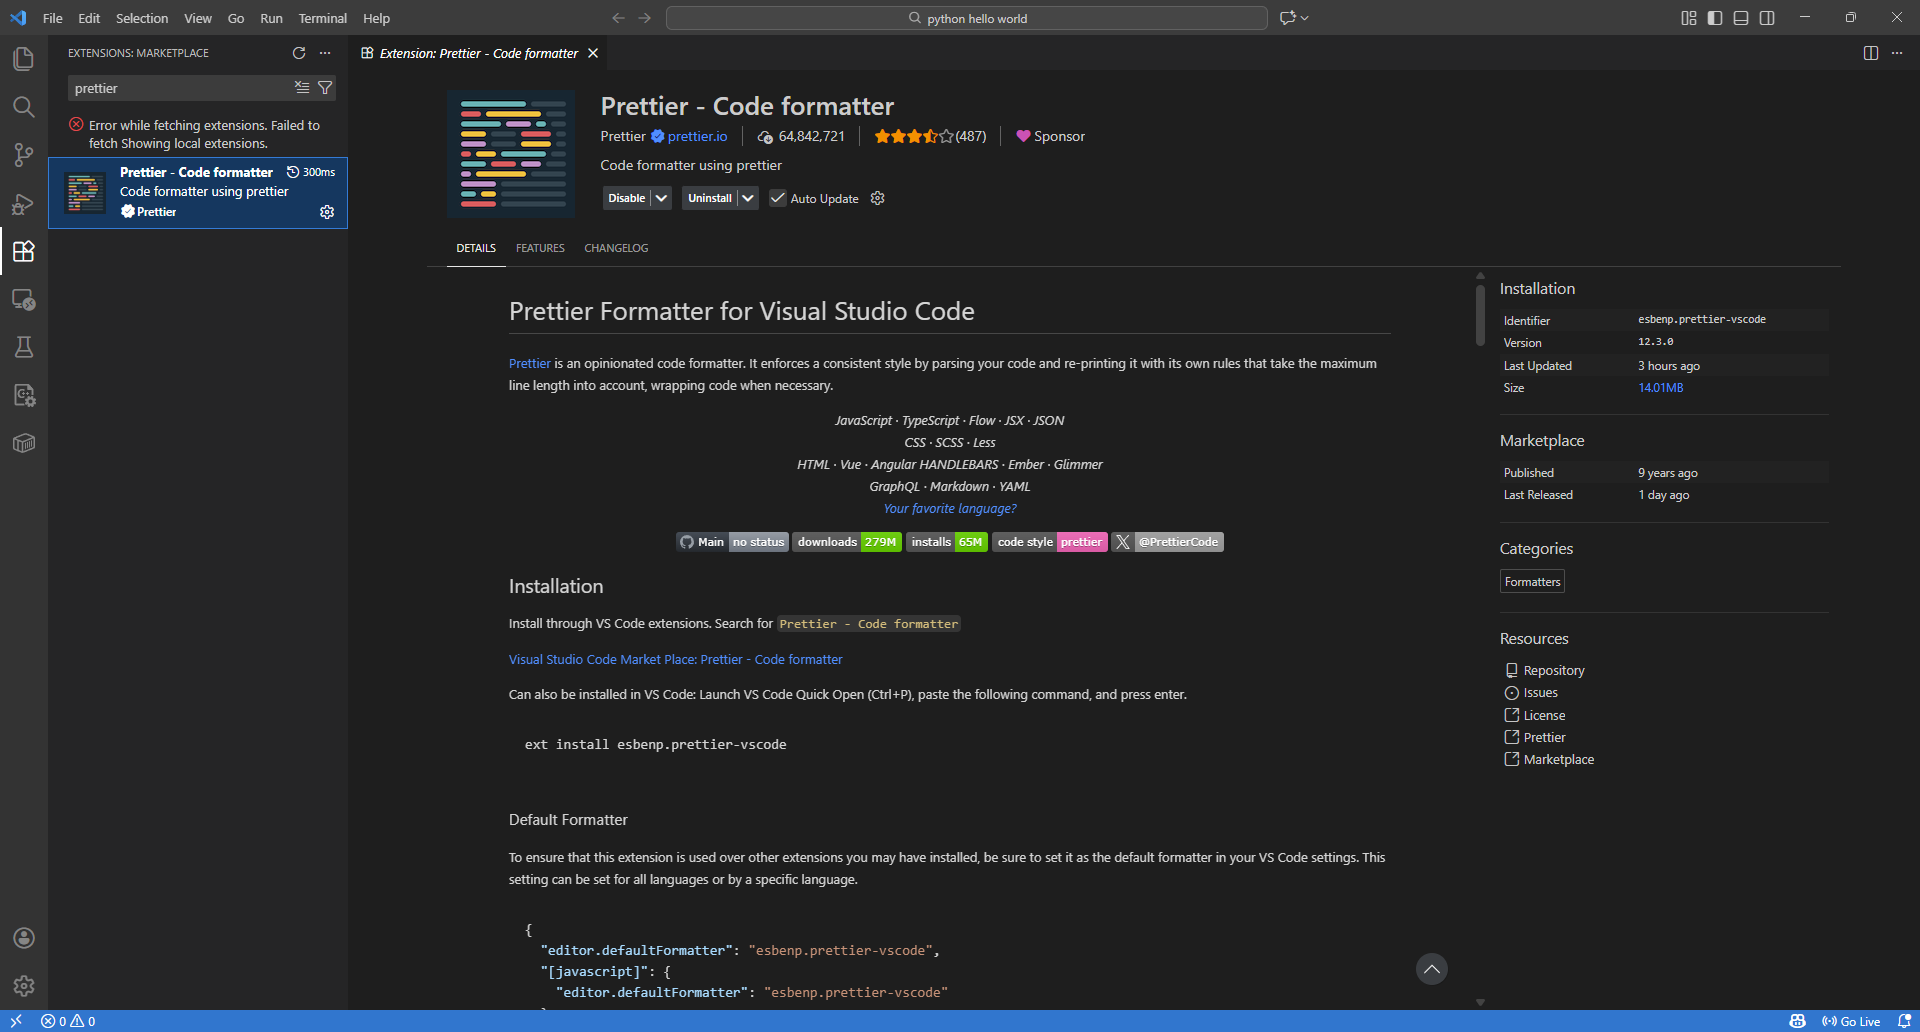 File Edit Selection View Go Run Terminal Help
python hello world
EXTENSIONS: MARKETPLACE
prettier
Error while fetching extensions. Failed to
fetch Showing local extensions.
Prettier - Code formatter 300ms
Code formatter using prettier
Prettier
Extension: Prettier - Code formatter
Prettier - Code formatter
Prettier prettier.io 64,842,721 (487) Sponsor
Code formatter using prettier
Disable Uninstall Auto Update
DETAILS FEATURES CHANGELOG
Prettier Formatter for Visual Studio Code
Prettier is an opinionated code formatter. It enforces a consistent style by parsing your code and re-printing it with its own rules that take the maximum
line length into account, wrapping code when necessary.
JavaScript · TypeScript · Flow · JSX · JSON
CSS · SCSS · Less
HTML · Vue · Angular HANDLEBARS · Ember · Glimmer
GraphQL · Markdown · YAML
Your favorite language?
Main no status downloads 279M installs 65M code style prettier @PrettierCode
Installation
Install through VS Code extensions. Search for Prettier - Code formatter
Visual Studio Code Market Place: Prettier - Code formatter
Can also be installed in VS Code: Launch VS Code Quick Open (Ctrl+P), paste the following command, and press enter.
ext install esbenp.prettier-vscode
Default Formatter
To ensure that this extension is used over other extensions you may have installed, be sure to set it as the default formatter in your VS Code settings. This
setting can be set for all languages or by a specific language.
{
"editor.defaultFormatter": "esbenp.prettier-vscode",
"[javascript]": {
"editor.defaultFormatter": "esbenp.prettier-vscode"
Installation
Identifier esbenp.prettier-vscode
Version 12.3.0
Last Updated 3 hours ago
Size 14.01MB
Marketplace
Published 9 years ago
Last Released 1 day ago
Categories
Formatters
Resources
Repository
Issues
License
Prettier
Marketplace
0 0
Go Live